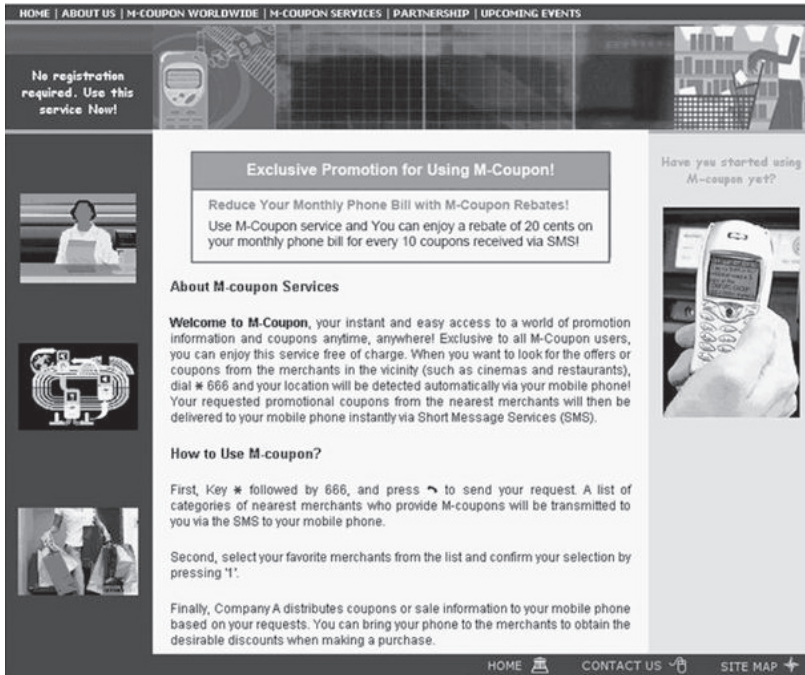 HOME | ABOUT US | M-COUPON WORLDWIDE | M-COUPON SERVICES | PARTNERSHIP | UPCOMING EVENTS
No registration
required. Use this
service Now!
Exclusive Promotion for Using M-Coupon!
Reduce Your Monthly Phone Bill with M-Coupon Rebates!
Use M-Coupon service and You can enjoy a rebate of 20 cents on
your monthly phone bill for every 10 coupons received via SMS!
Have you started using
M-coupon yet?
About M-coupon Services
Welcome to M-Coupon, your instant and easy access to a world of promotion
information and coupons anytime, anywhere! Exclusive to all M-Coupon users,
you can enjoy this service free of charge. When you want to look for the offers or
coupons from the merchants in the vicinity (such as cinemas and restaurants),
dial * 666 and your location will be detected automatically via your mobile phone!
Your requested promotional coupons from the nearest merchants will then be
delivered to your mobile phone instantly via Short Message Services (SMS).
How to Use M-coupon?
First, Key * followed by 666, and press to send your request. A list of
categories of nearest merchants who provide M-coupons will be transmitted to
you via the SMS to your mobile phone.
Second, select your favorite merchants from the list and confirm your selection by
pressing '1'.
Finally, Company A distributes coupons or sale information to your mobile phone
based on your requests. You can bring your phone to the merchants to obtain the
desirable discounts when making a purchase.
HOME CONTACT US SITE MAP